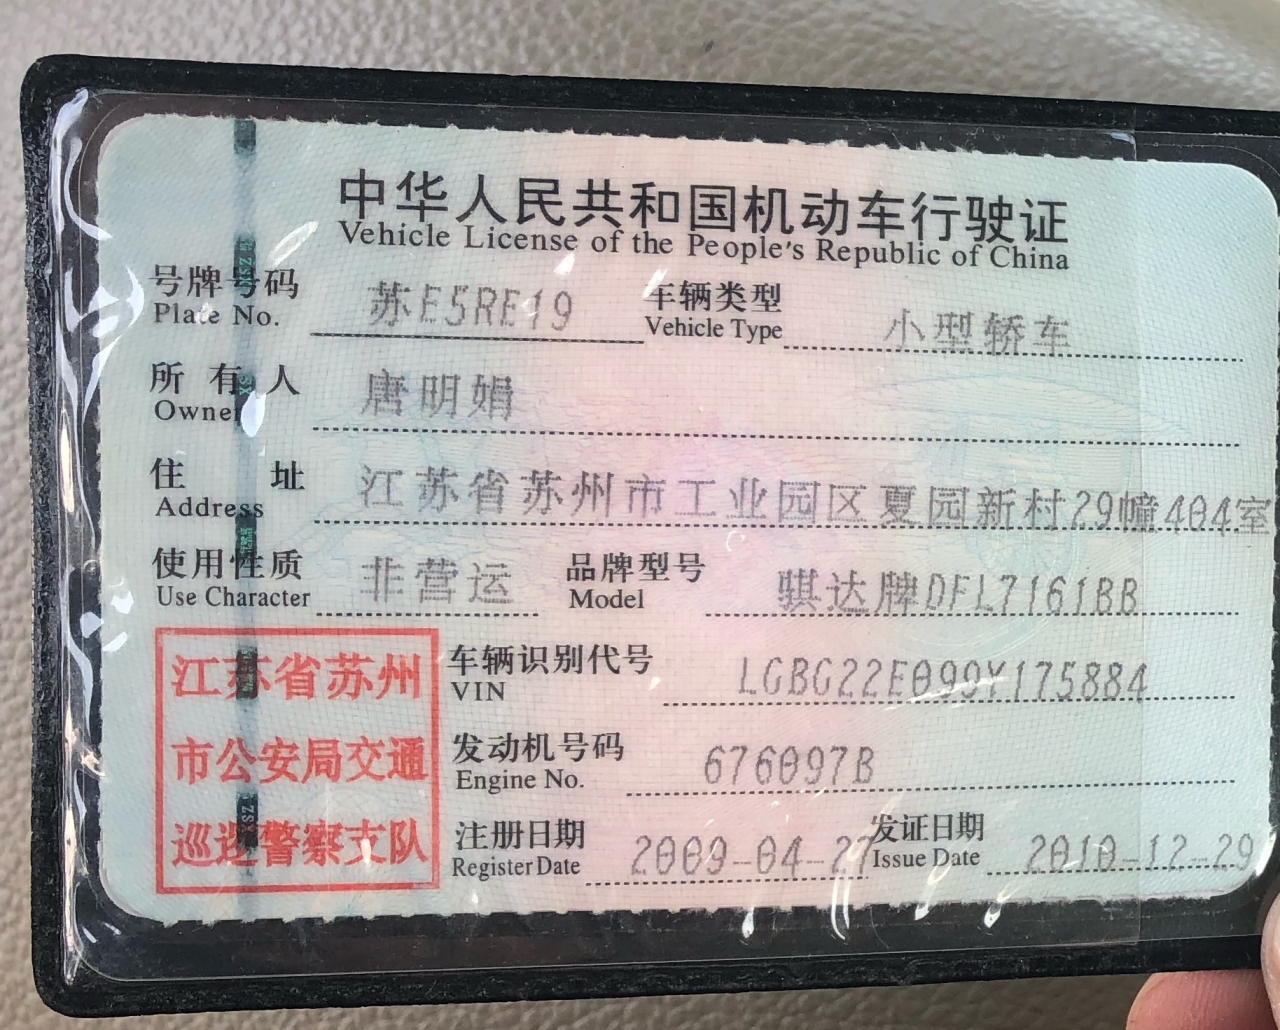 中华人民共和国机动车行驶证
Vehicle License of the People's Republic of China
号牌号码 苏E5RE19 车辆类型 小型轿车
Plate No. Vehicle Type
所有人 唐明娟
Owner
住址 江苏省苏州市工业园区夏园新村29幢404室
Address
使用性质 非营运 品牌型号 骐达牌DFL7161BB
Use Character Model
江苏省苏州
市公安局交通
巡逻警察支队
车辆识别代号 LGBG22E099Y175884
VIN
发动机号码 676097B
Engine No.
注册日期 2009-04-27 发证日期 2010-12-29
Register Date Issue Date